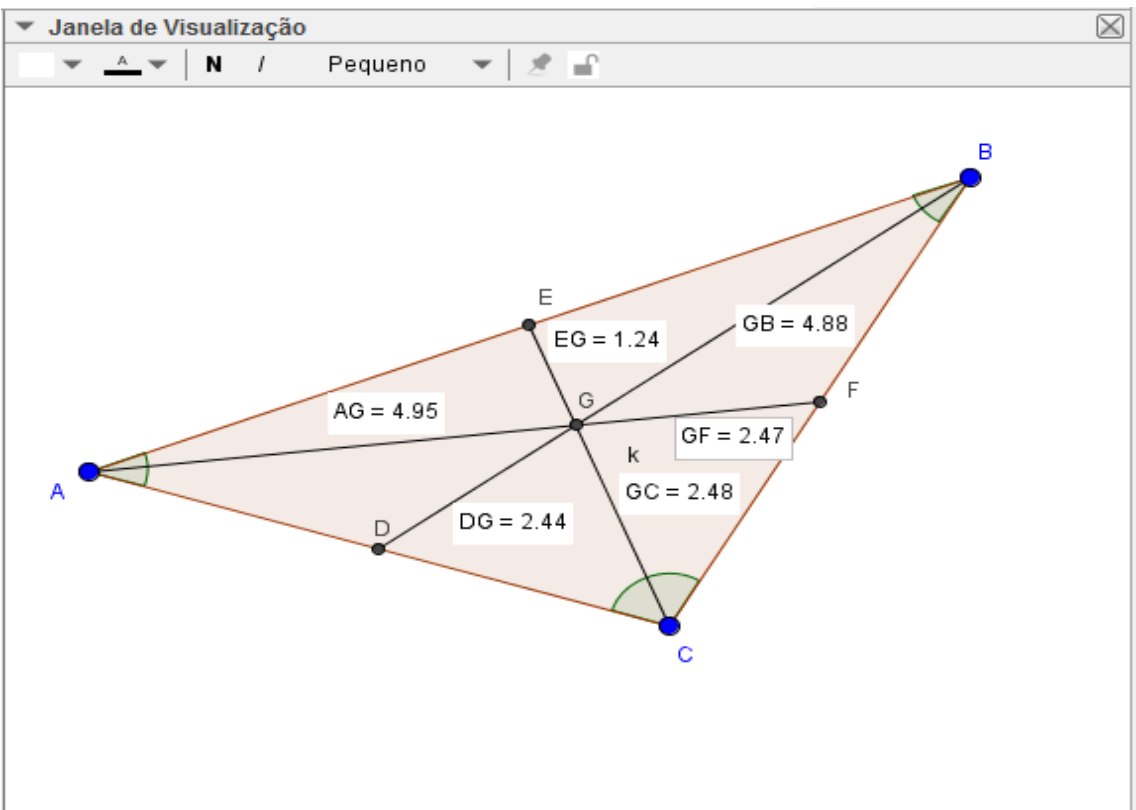 Janela de Visualização
A N I Pequeno
B
E
GB = 4.88
EG = 1.24
F
G
AG = 4.95
GF = 2.47
k
A
GC = 2.48
D
DG = 2.44
C